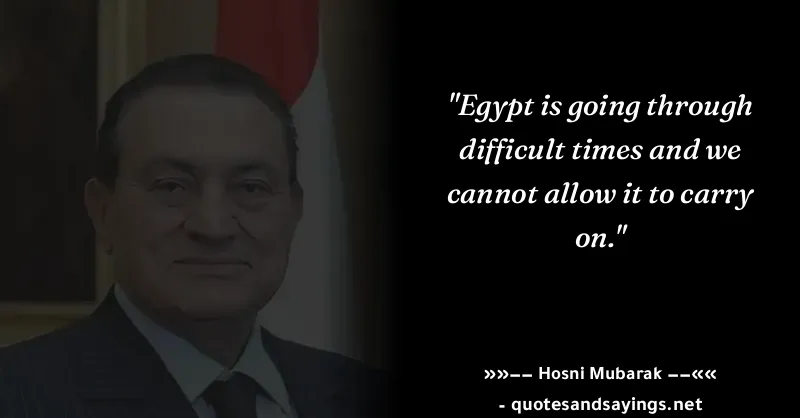 "Egypt is going through
difficult times and we
cannot allow it to carry
on."
»»−− Hosni Mubarak −−««
- quotesandsayings.net